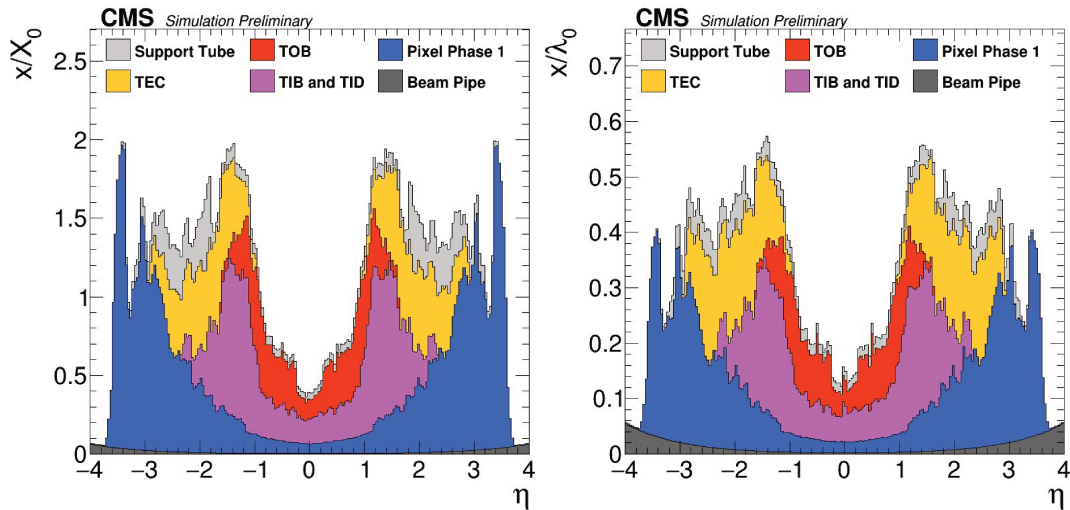 CMS Simulation Preliminary
x/X0
Support Tube TOB Pixel Phase 1
TEC TIB and TID Beam Pipe
2.5
2
1.5
1
0.5
0
−4 −3 −2 −1 0 1 2 3 4
η
CMS Simulation Preliminary
x/λ0
Support Tube TOB Pixel Phase 1
TEC TIB and TID Beam Pipe
0.7
0.6
0.5
0.4
0.3
0.2
0.1
0
−4 −3 −2 −1 0 1 2 3 4
η